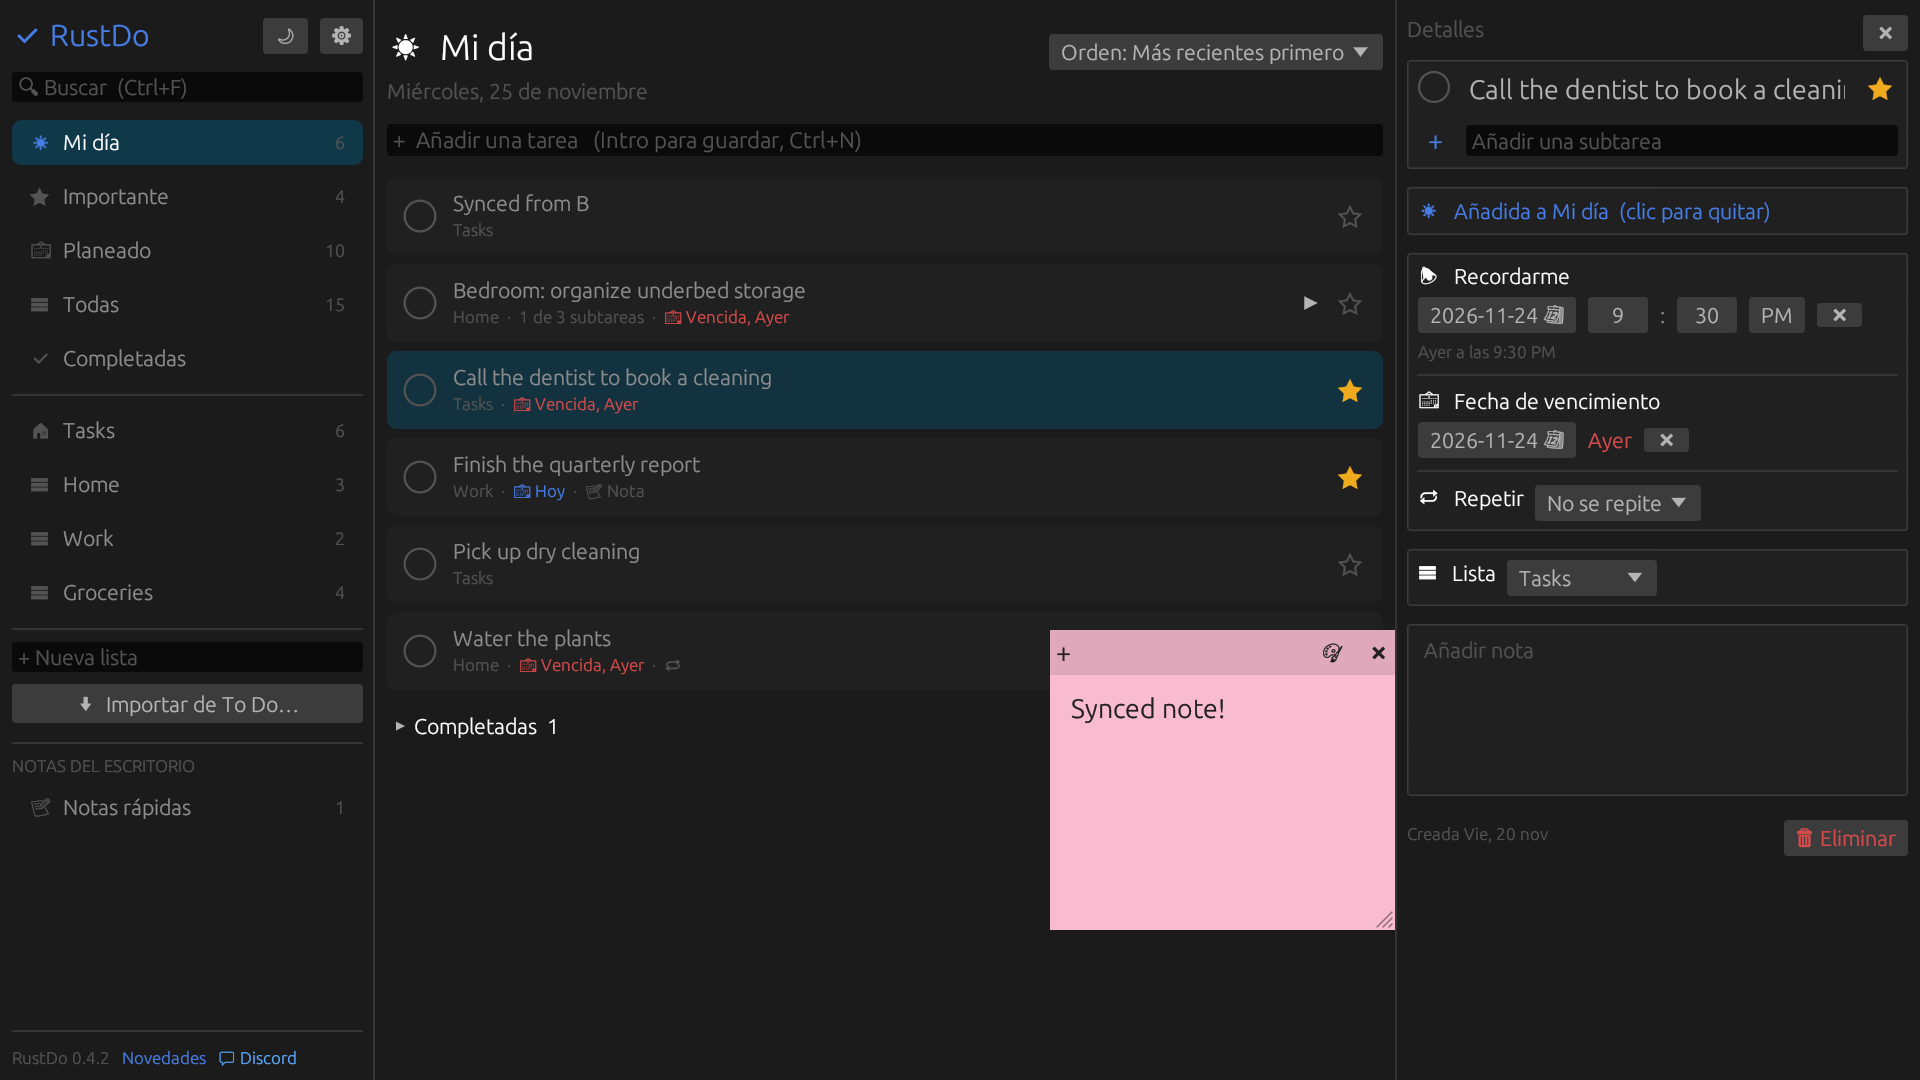 RustDo
Buscar (Ctrl+F)
Mi día 6
Importante 4
Planeado 10
Todas 15
Completadas
Tasks 6
Home 3
Work 2
Groceries 4
+ Nueva lista
Importar de To Do...
NOTAS DEL ESCRITORIO
Notas rápidas 1
RustDo 0.4.2 Novedades Discord
Mi día
Orden: Más recientes primero
Miércoles, 25 de noviembre
+ Añadir una tarea (Intro para guardar, Ctrl+N)
Synced from B
Tasks
Bedroom: organize underbed storage
Home · 1 de 3 subtareas · Vencida, Ayer
Call the dentist to book a cleaning
Tasks · Vencida, Ayer
Finish the quarterly report
Work · Hoy · Nota
Pick up dry cleaning
Tasks
Water the plants
Home · Vencida, Ayer ·
Completadas 1
+
Synced note!
Detalles
Call the dentist to book a cleani
+ Añadir una subtarea
Añadida a Mi día (clic para quitar)
Recordarme
2026-11-24 9 : 30 PM
Ayer a las 9:30 PM
Fecha de vencimiento
2026-11-24 Ayer
Repetir No se repite
Lista Tasks
Añadir nota
Creada Vie, 20 nov
Eliminar